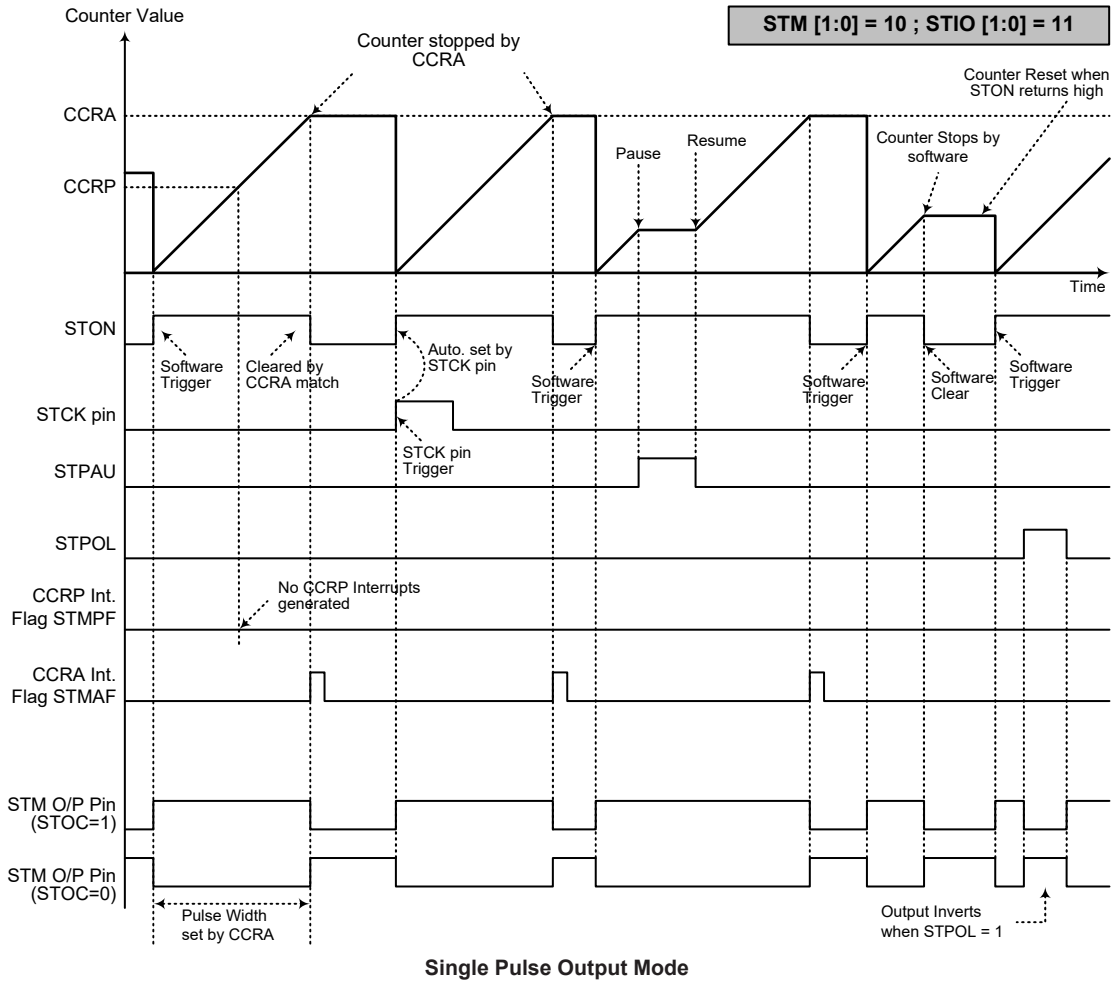 Counter Value
STM [1:0] = 10 ; STIO [1:0] = 11
Counter stopped by
CCRA
Counter Reset when
STON returns high
CCRA
Pause
Resume
Counter Stops by
software
CCRP
Time
STON
Software
Trigger
Cleared by
CCRA match
Auto. set by
STCK pin
Software
Trigger
Software
Trigger
Software
Clear
Software
Trigger
STCK pin
STCK pin
Trigger
STPAU
STPOL
CCRP Int.
Flag STMPF
No CCRP Interrupts
generated
CCRA Int.
Flag STMAF
STM O/P Pin
(STOC=1)
STM O/P Pin
(STOC=0)
Pulse Width
set by CCRA
Output Inverts
when STPOL = 1
Single Pulse Output Mode